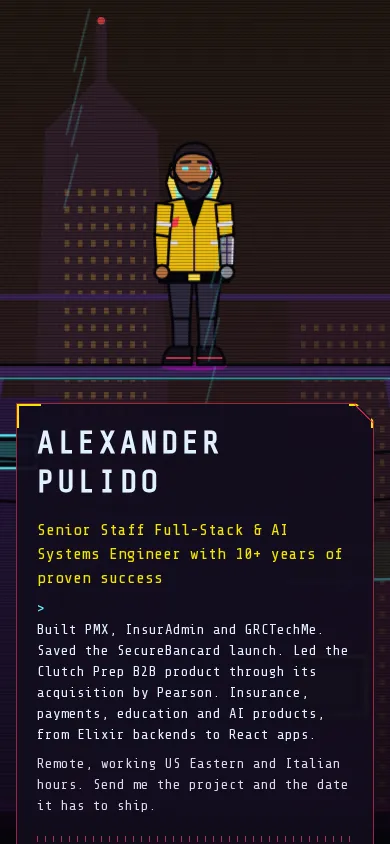 ALEXANDER
PULIDO
Senior Staff Full-Stack & AI
Systems Engineer with 10+ years of
proven success
>
Built PMX, InsurAdmin and GRCTechMe.
Saved the SecureBancard launch. Led the
Clutch Prep B2B product through its
acquisition by Pearson. Insurance,
payments, education and AI products,
from Elixir backends to React apps.
Remote, working US Eastern and Italian
hours. Send me the project and the date
it has to ship.